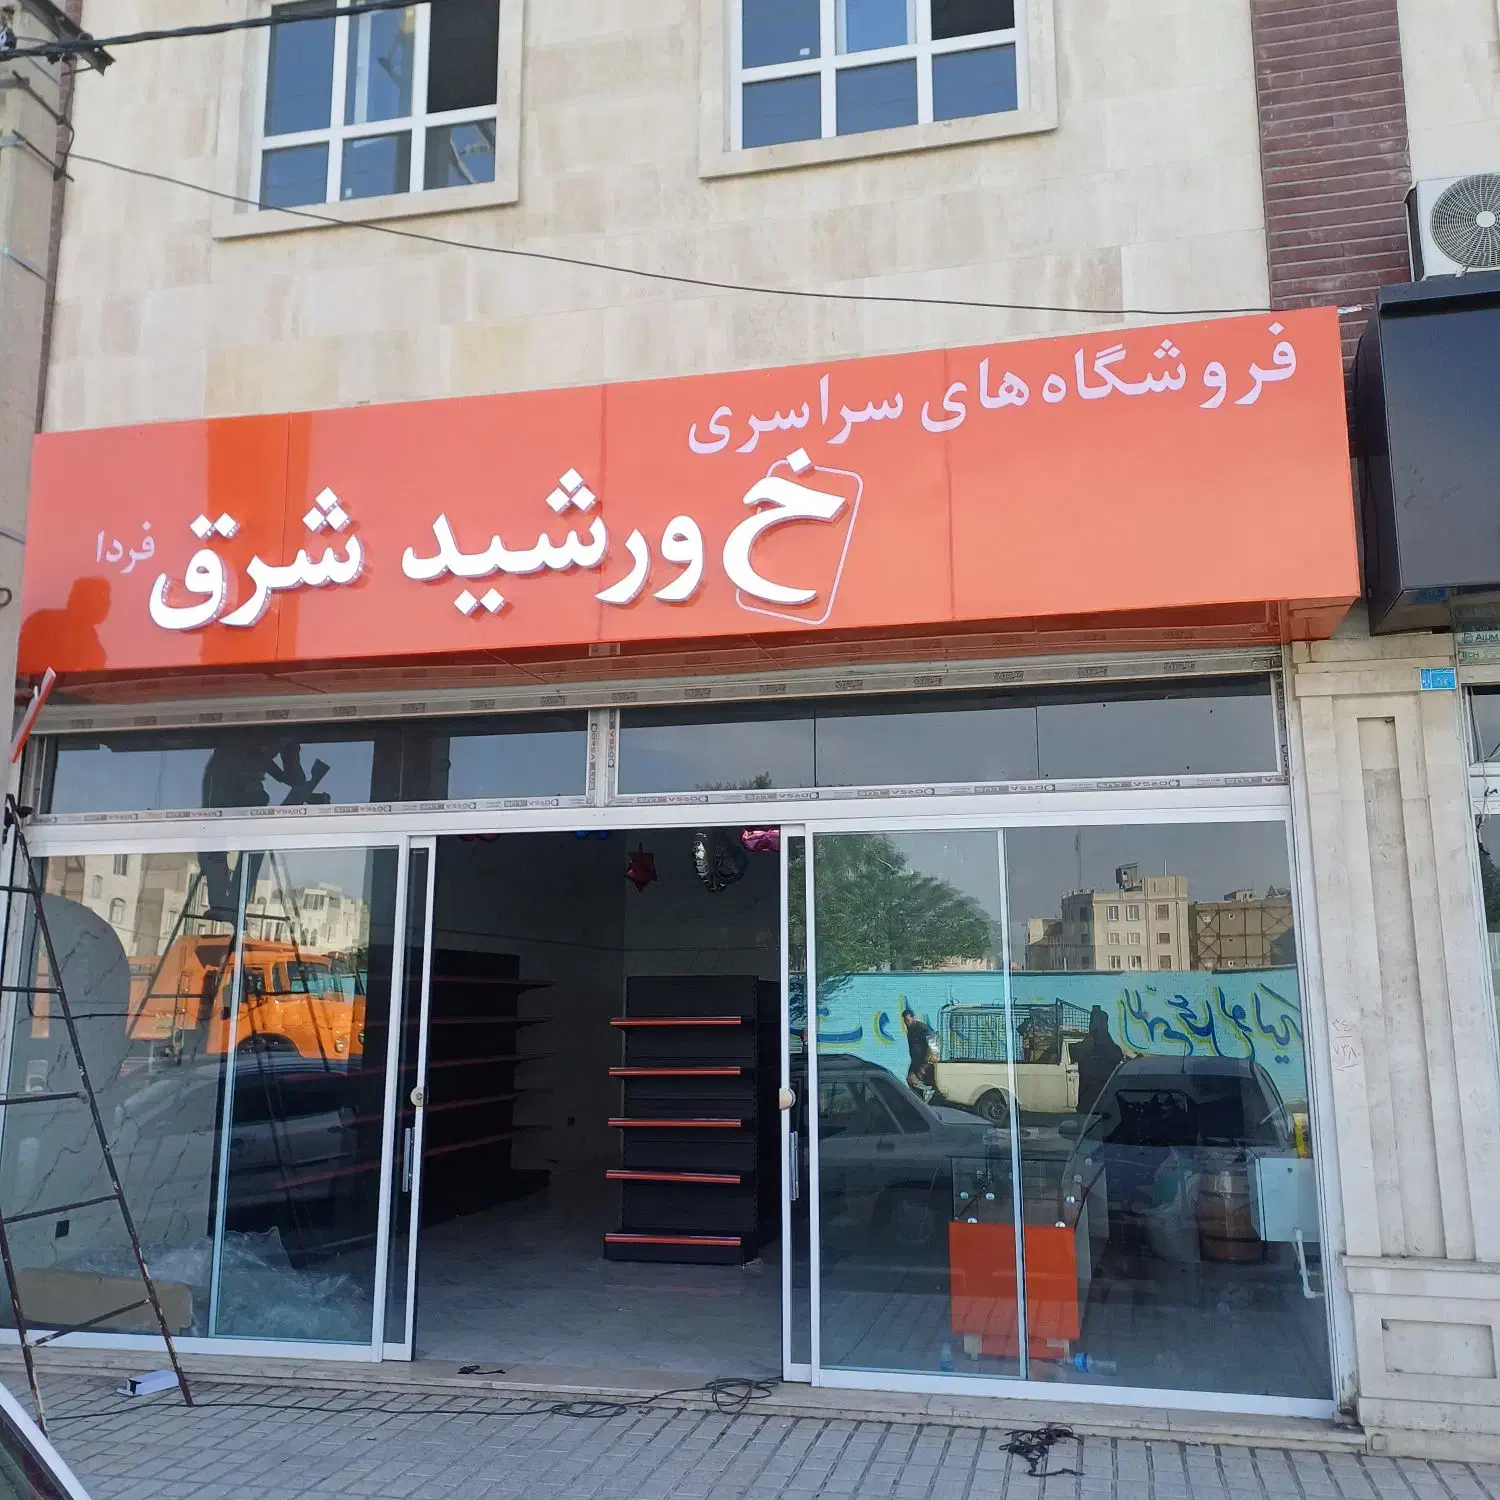 فروشگاه های سراسری
خورشید شرق فردا